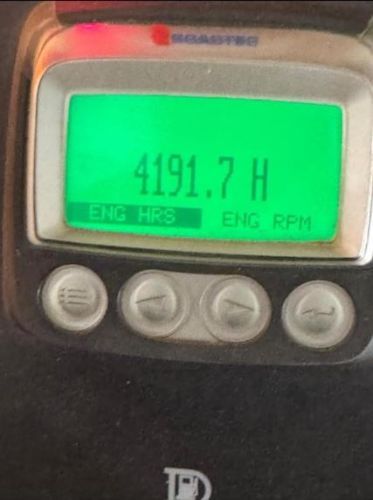 4191.7 H
ENG HRS ENG RPM